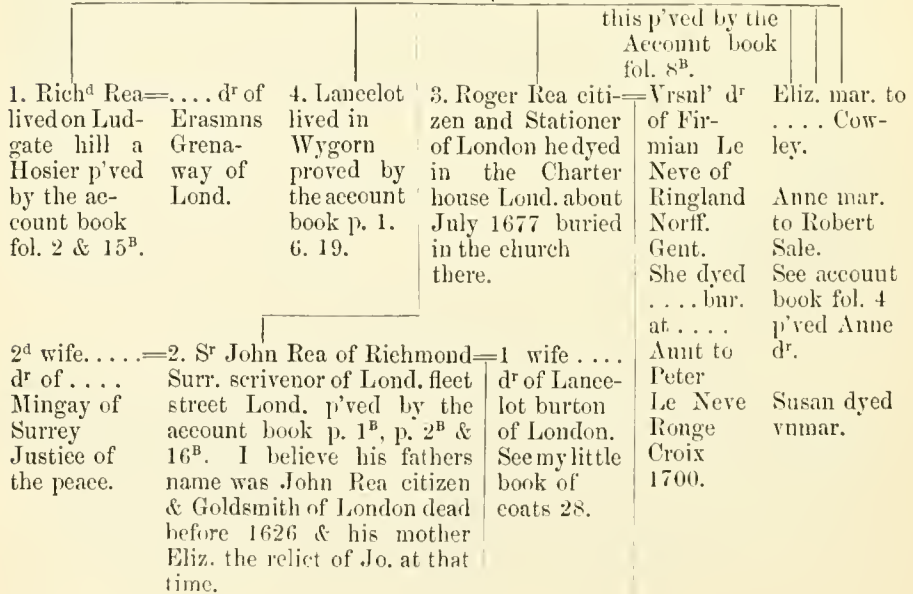 this p'ved by the
Account book
fol. 8ᴮ.
1. Richᵈ Rea=.... dʳ of
lived on Lud-
gate hill a
Hosier p'ved
by the ac-
count book
fol. 2 & 15ᴮ.
Erasmns
Grena-
way of
Lond.
4. Lancelot
lived in
Wygorn
proved by
the account
book p. 1.
6. 19.
3. Roger Rea citi-
zen and Stationer
of London he dyed
in the Charter
house Lond. about
July 1677 buried
in the church
there.
=Vrsul' dʳ
of Fir-
mian Le
Neve of
Ringland
Norff.
Gent.
She dyed
.... bur.
at ....
Aunt to
Peter
Le Neve
Rouge
Croix
1700.
Eliz. mar. to
.... Cow-
ley.
Anne mar.
to Robert
Sale.
See account
book fol. 4
p'ved Anne
dʳ.
Susan dyed
vnmar.
2ᵈ wife.....=
dʳ of ....
Mingay of
Surrey
Justice of
the peace.
2. Sʳ John Rea of Richmond=
Surr. scrivenor of Lond. fleet
street Lond. p'ved by the
account book p. 1ᴮ, p. 2ᴮ &
16ᴮ. I believe his fathers
name was John Rea citizen
& Goldsmith of London dead
before 1626 & his mother
Eliz. the relict of Jo. at that
time.
1 wife ....
dʳ of Lance-
lot burton
of London.
See my little
book of
coats 28.